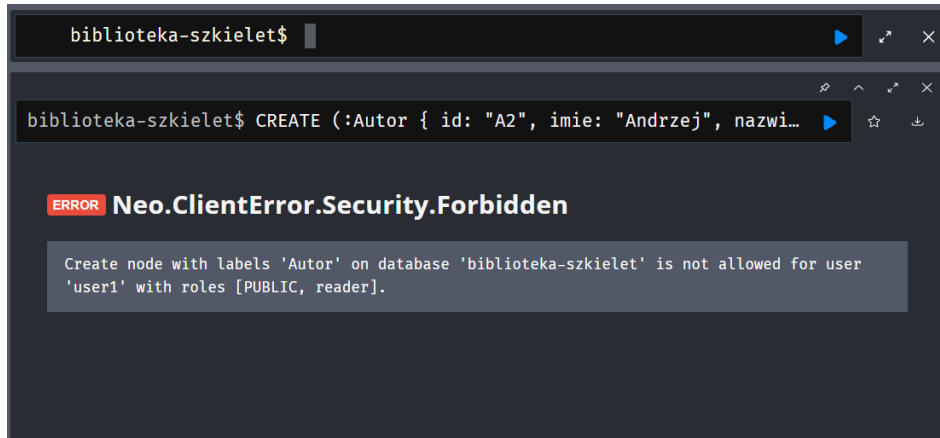 biblioteka-szkielet$
biblioteka-szkielet$ CREATE (:Autor { id: "A2", imie: "Andrzej", nazwi…
ERROR Neo.ClientError.Security.Forbidden
Create node with labels 'Autor' on database 'biblioteka-szkielet' is not allowed for user
'user1' with roles [PUBLIC, reader].